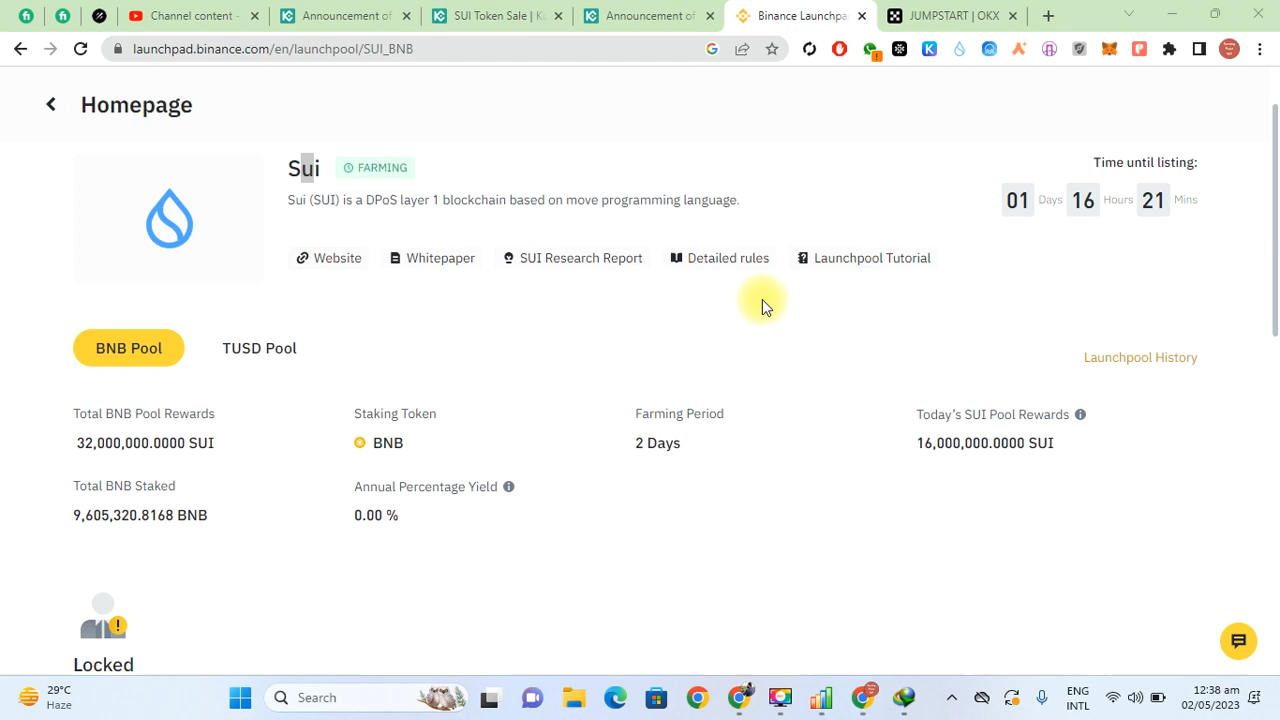 Channel content -
Announcement of
SUI Token Sale | K
Announcement of
Binance Launchpa
JUMPSTART | OKX
launchpad.binance.com/en/launchpool/SUI_BNB
Homepage
Sui
FARMING
Time until listing:
Sui (SUI) is a DPoS layer 1 blockchain based on move programming language.
01 Days 16 Hours 21 Mins
Website
Whitepaper
SUI Research Report
Detailed rules
Launchpool Tutorial
BNB Pool
TUSD Pool
Launchpool History
Total BNB Pool Rewards
Staking Token
Farming Period
Today's SUI Pool Rewards
32,000,000.0000 SUI
BNB
2 Days
16,000,000.0000 SUI
Total BNB Staked
Annual Percentage Yield
9,605,320.8168 BNB
0.00 %
Locked
29°C
Haze
Search
ENG
INTL
12:38 am
02/05/2023